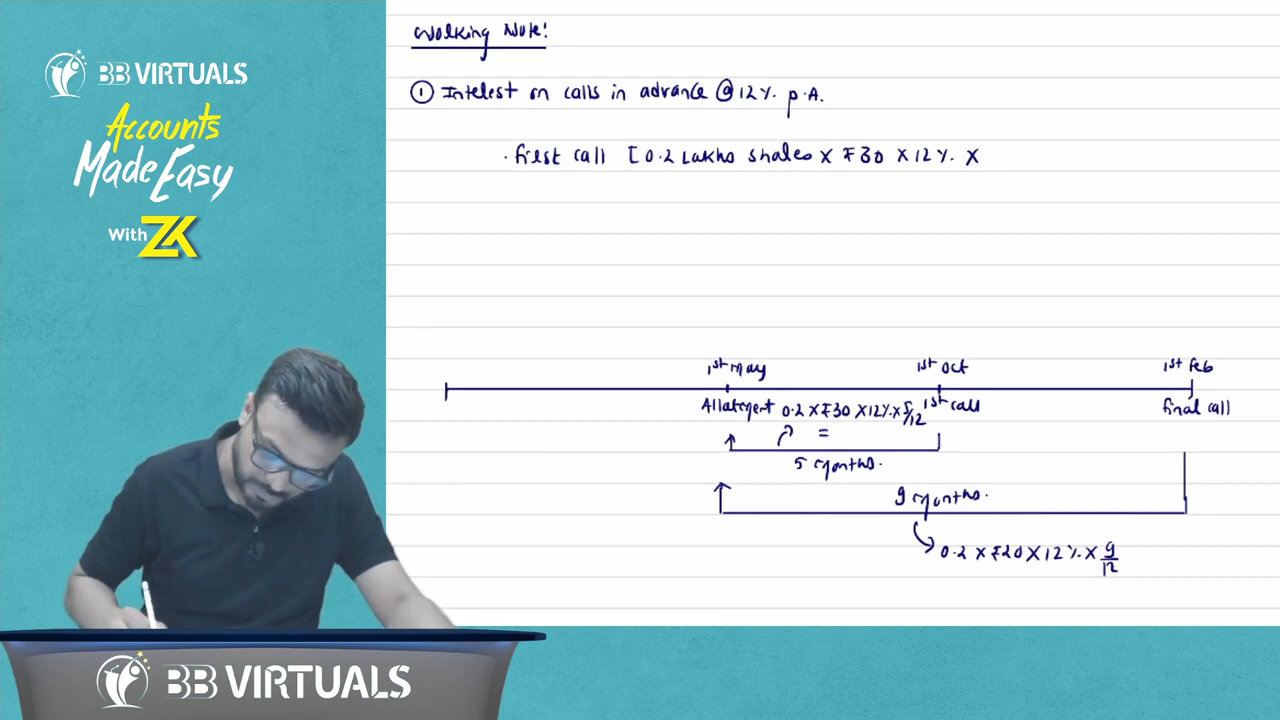 BB VIRTUALS
Accounts
Made Easy
With ZK
Working Note:
① Interest on calls in advance @ 12% p.A.
· first call [0.2 Lakhs shares x ₹30 x 12% x
1st May 1st Oct 1st Feb
Allotment 0.2 x ₹30 x 12% x 5/12 1st call final call
=
5 months.
9 months.
0.2 x ₹20 x 12% x 9/12
BB VIRTUALS